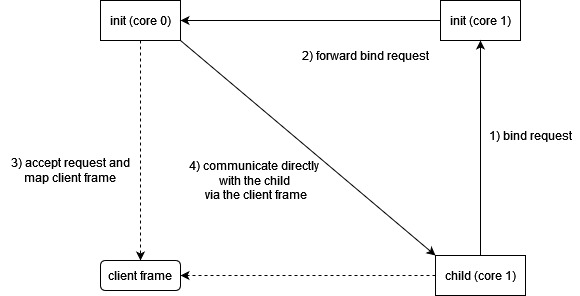 init (core 0)
init (core 1)
2) forward bind request
1) bind request
3) accept request and
map client frame
4) communicate directly
with the child
via the client frame
client frame
child (core 1)